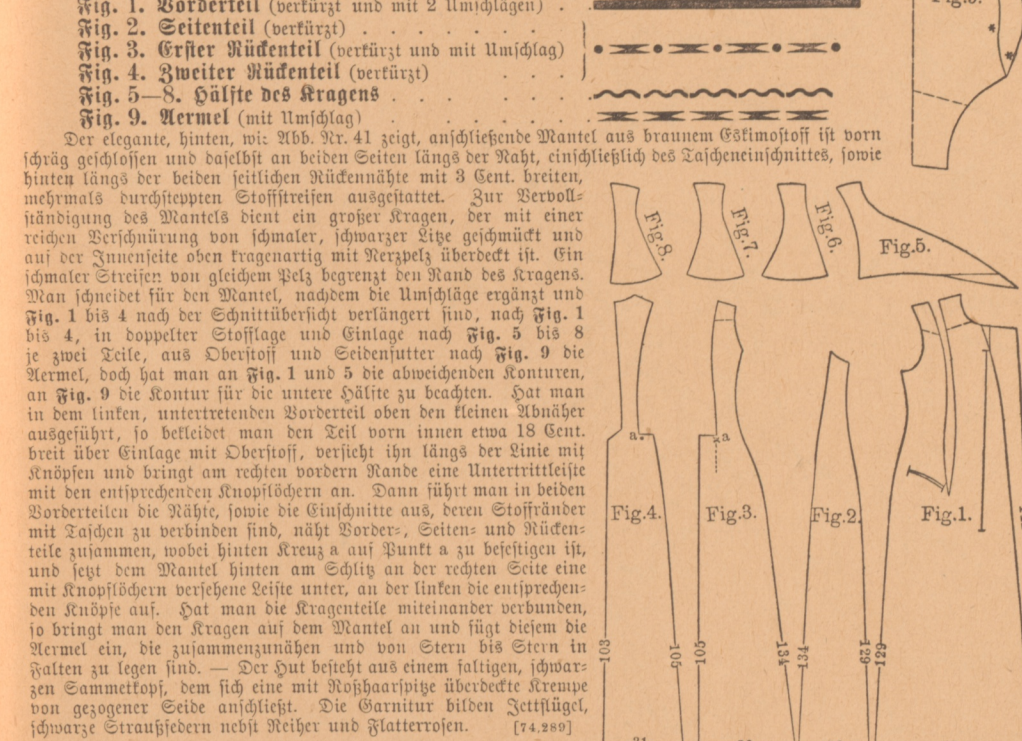 Fig. 1. Vorderteil (verkürzt und mit 2 Umschlägen) . .
Fig. 2. Seitenteil (verkürzt) . . . . . .
Fig. 3. Erster Rückenteil (verkürzt und mit Umschlag)
Fig. 4. Zweiter Rückenteil (verkürzt) . . .
Fig. 5—8. Hälfte des Kragens . . . . . . .
Fig. 9. Aermel (mit Umschlag) . . . . . .
Der elegante, hinten, wie Abb. Nr. 41 zeigt, anschließende Mantel aus braunem Eskimostoff ist vorn
schräg geschlossen und daselbst an beiden Seiten längs der Naht, einschließlich des Tascheneinschnittes, sowie
hinten längs der beiden seitlichen Rückennähte mit 3 Cent. breiten,
mehrmals durchsteppten Stoffstreifen ausgestattet. Zur Vervoll-
ständigung des Mantels dient ein großer Kragen, der mit einer
reichen Verschnürung von schmaler, schwarzer Litze geschmückt und
auf der Innenseite oben kragenartig mit Nerzpelz überdeckt ist. Ein
schmaler Streifen von gleichem Pelz begrenzt den Rand des Kragens.
Man schneidet für den Mantel, nachdem die Umschläge ergänzt und
Fig. 1 bis 4 nach der Schnittübersicht verlängert sind, nach Fig. 1
bis 4, in doppelter Stofflage und Einlage nach Fig. 5 bis 8
je zwei Teile, aus Oberstoff und Seidenfutter nach Fig. 9 die
Aermel, doch hat man an Fig. 1 und 5 die abweichenden Konturen,
an Fig. 9 die Kontur für die untere Hälfte zu beachten. Hat man
in dem linken, untertretenden Vorderteil oben den kleinen Abnäher
ausgeführt, so bekleidet man den Teil vorn innen etwa 18 Cent.
breit über Einlage mit Oberstoff, versieht ihn längs der Linie mit
Knöpfen und bringt am rechten vordern Rande eine Untertrittleiste
mit den entsprechenden Knopflöchern an. Dann führt man in beiden
Vorderteilen die Nähte, sowie die Einschnitte aus, deren Stoffränder
mit Taschen zu verbinden sind, näht Vorder-, Seiten- und Rücken-
teile zusammen, wobei hinten Kreuz a auf Punkt a zu befestigen ist,
und setzt dem Mantel hinten am Schlitz an der rechten Seite eine
mit Knopflöchern versehene Leiste unter, an der linken die entsprechen-
den Knöpfe auf. Hat man die Kragenteile miteinander verbunden,
so bringt man den Kragen auf dem Mantel an und fügt diesem die
Aermel ein, die zusammenzunähen und von Stern bis Stern in
Falten zu legen sind. — Der Hut besteht aus einem faltigen, schwar-
zen Sammetkopf, dem sich eine mit Roßhaarspitze überdeckte Krempe
von gezogener Seide anschließt. Die Garnitur bilden Jettflügel,
schwarze Straußfedern nebst Reiher und Flatterrosen. [74,289]
Fig.9.
Fig.8.
Fig.7.
Fig.6.
Fig.5.
a
a
Fig.4.
Fig.3.
Fig.2.
Fig.1.
103
105
105
134
134
129
129